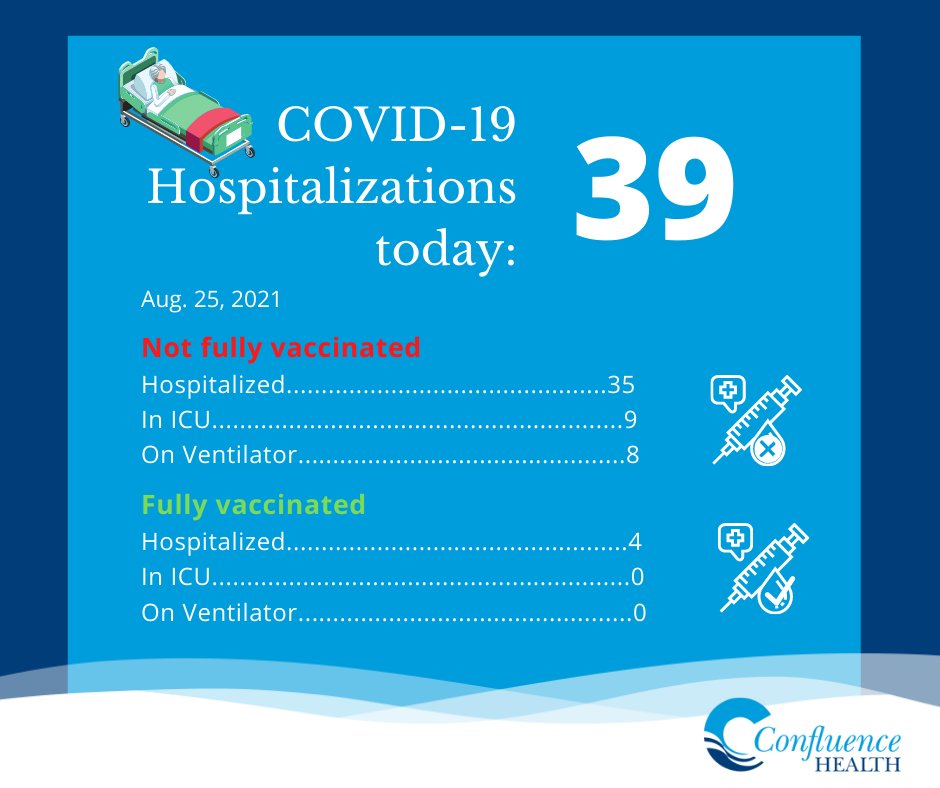 COVID-19
Hospitalizations
today:
39
Aug. 25, 2021
Not fully vaccinated
Hospitalized..............................................35
In ICU...........................................................9
On Ventilator...............................................8
Fully vaccinated
Hospitalized.................................................4
In ICU............................................................0
On Ventilator................................................0
Confluence
HEALTH